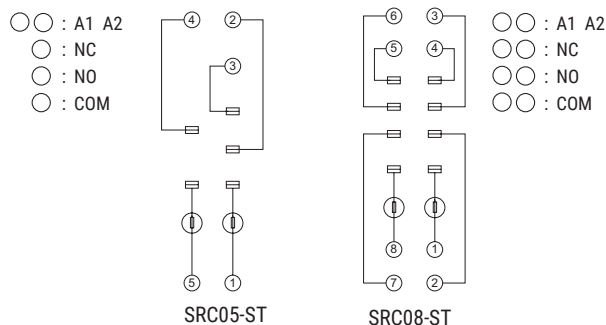 : A1 A2
: NC
: NO
: COM
4 2
3
5 1
SRC05-ST
6 3
5 4
8 1
7 2
SRC08-ST
: A1 A2
: NC
: NO
: COM